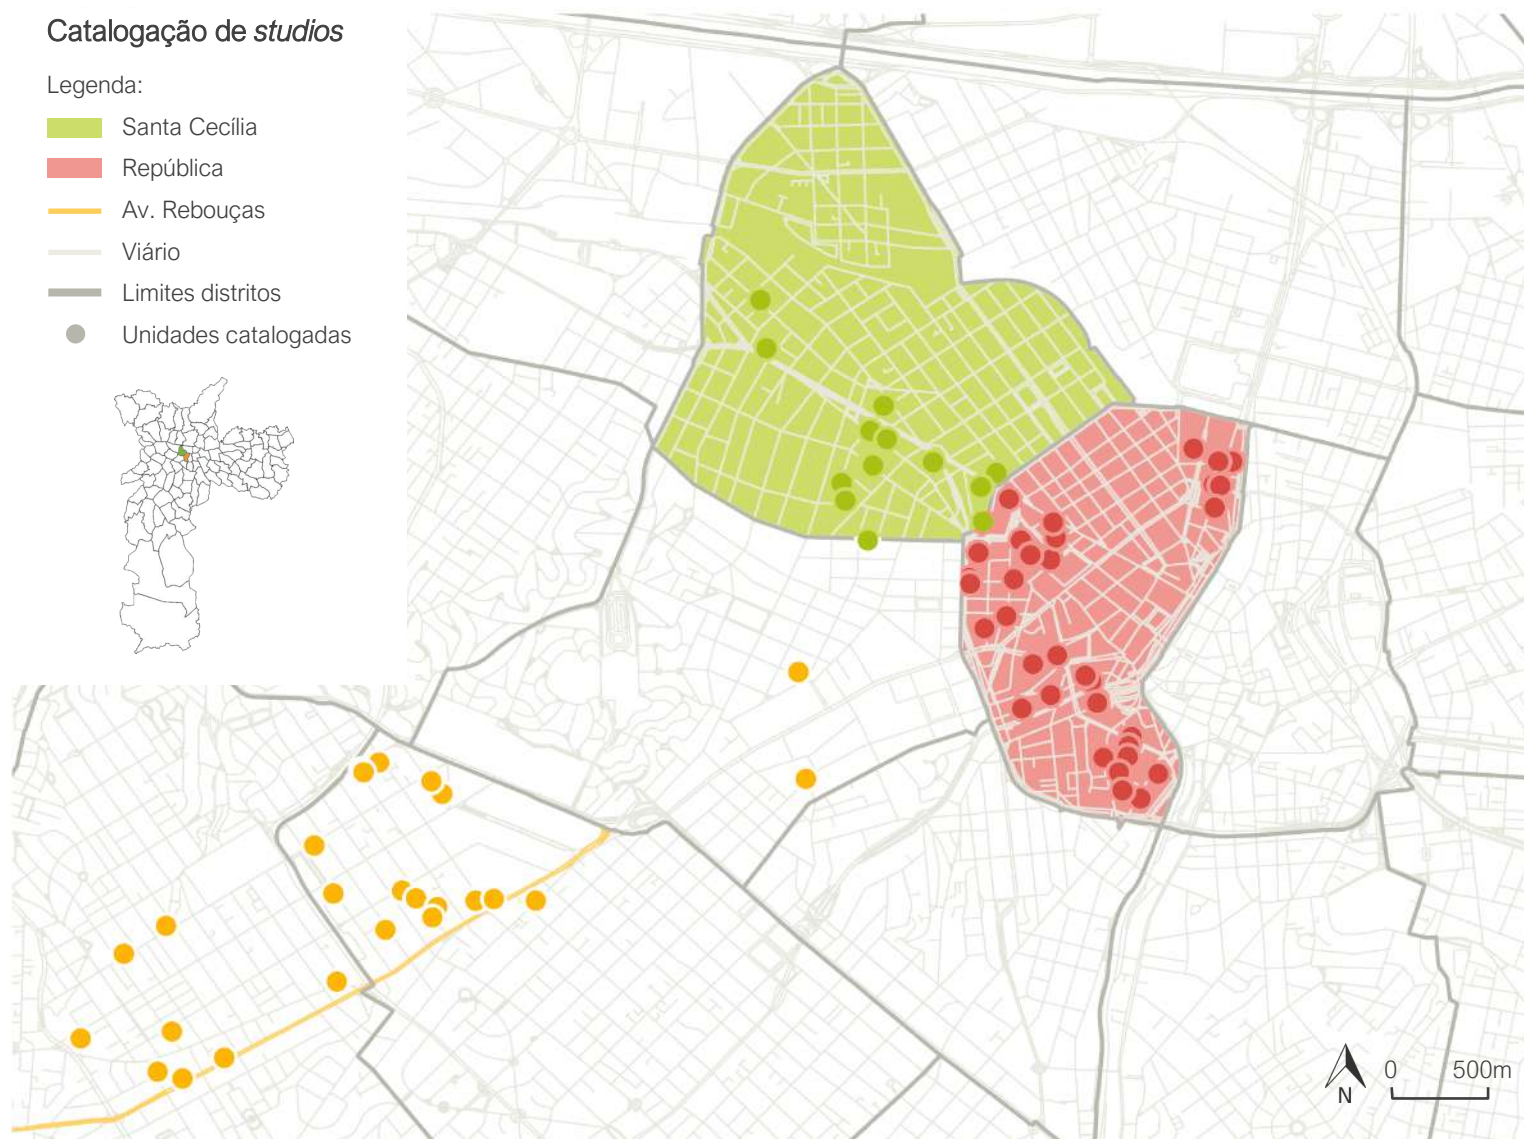 Catalogação de studios
Legenda:
Santa Cecília
República
Av. Rebouças
Viário
Limites distritos
Unidades catalogadas
N
0 500m